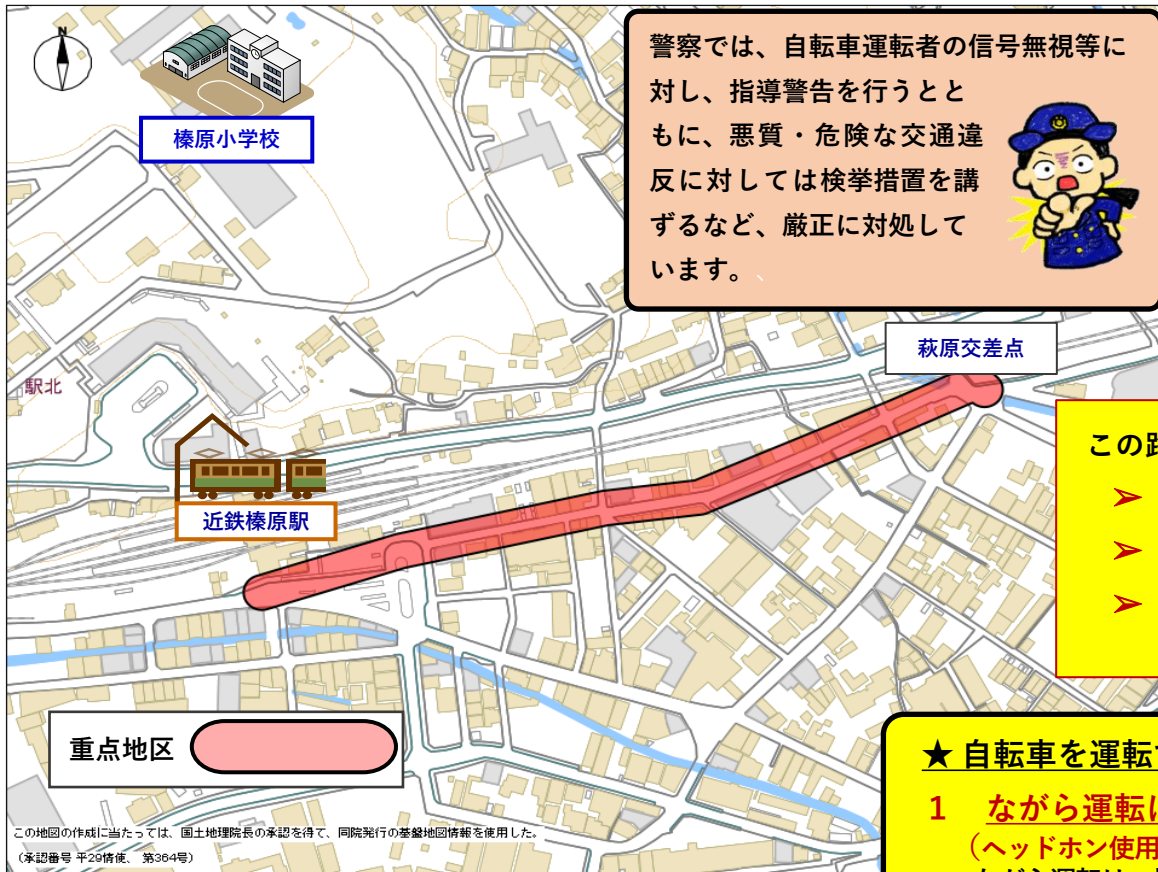 N
榛原小学校
警察では、自転車運転者の信号無視等に
対し、指導警告を行うとと
もに、悪質・危険な交通違
反に対しては検挙措置を講
ずるなど、厳正に対処して
います。
萩原交差点
駅北
近鉄榛原駅
この路
➢
➢
➢
重点地区
★ 自転車を運転す
1 ながら運転は
（ヘッドホン使用
この地図の作成に当たっては、国土地理院長の承認を得て、同院発行の基盤地図情報を使用した。
（承認番号 平29情使、 第364号）